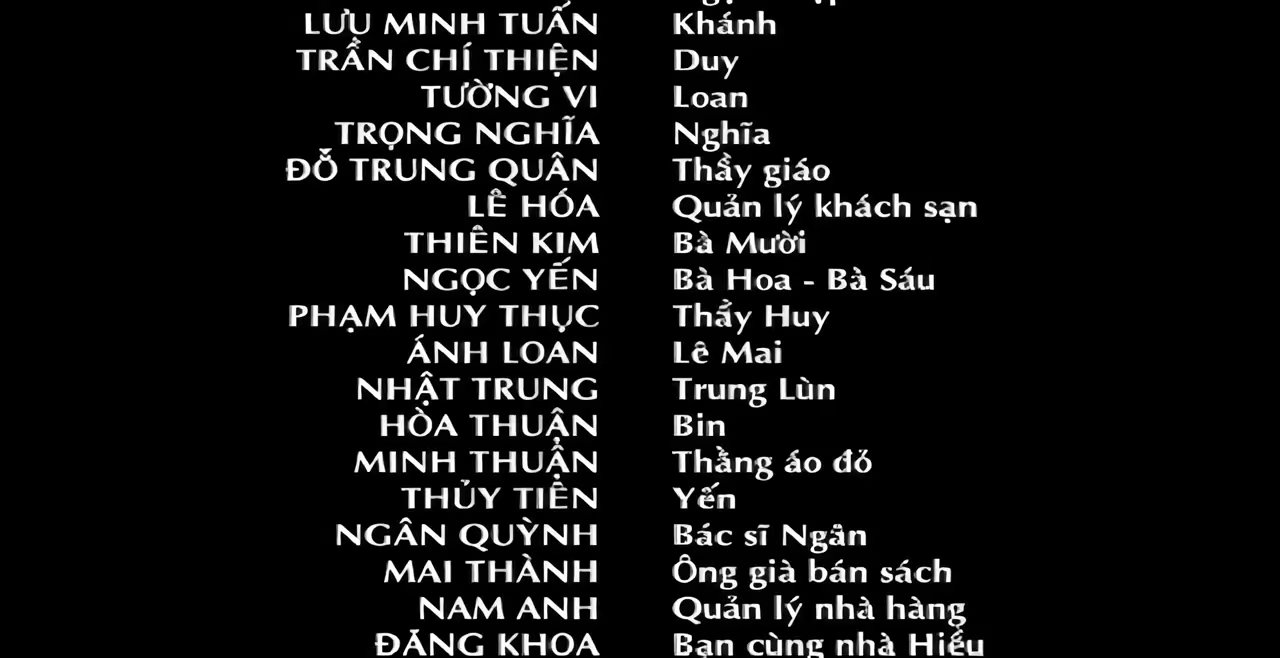 LƯU MINH TUẤN Khánh
TRẦN CHÍ THIỆN Duy
TƯỜNG VI Loan
TRỌNG NGHĨA Nghĩa
ĐỖ TRUNG QUÂN Thầy giáo
LÊ HÓA Quản lý khách sạn
THIÊN KIM Bà Mười
NGỌC YẾN Bà Hoa - Bà Sáu
PHẠM HUY THỤC Thầy Huy
ÁNH LOAN Lê Mai
NHẬT TRUNG Trung Lùn
HÒA THUẬN Bin
MINH THUẬN Thằng áo đỏ
THỦY TIÊN Yến
NGÂN QUỲNH Bác sĩ Ngân
MAI THÀNH Ông già bán sách
NAM ANH Quản lý nhà hàng
ĐĂNG KHOA Bạn cùng nhà Hiếu